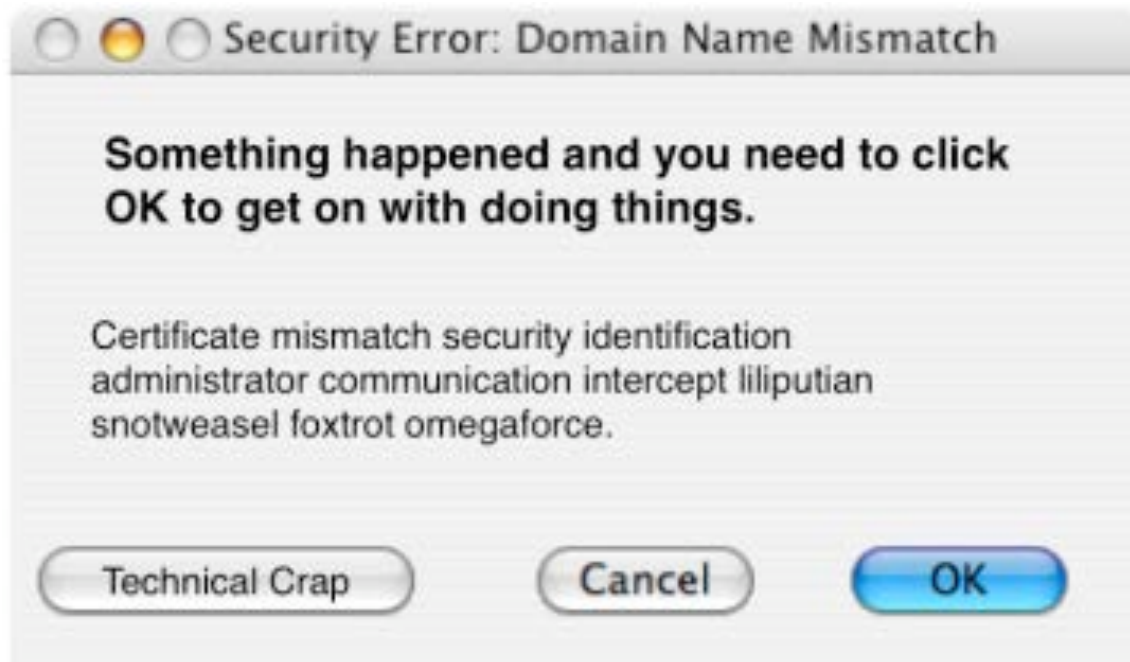 Security Error: Domain Name Mismatch
Something happened and you need to click
OK to get on with doing things.
Certificate mismatch security identification
administrator communication intercept liliputian
snotweasel foxtrot omegaforce.
Technical Crap Cancel OK